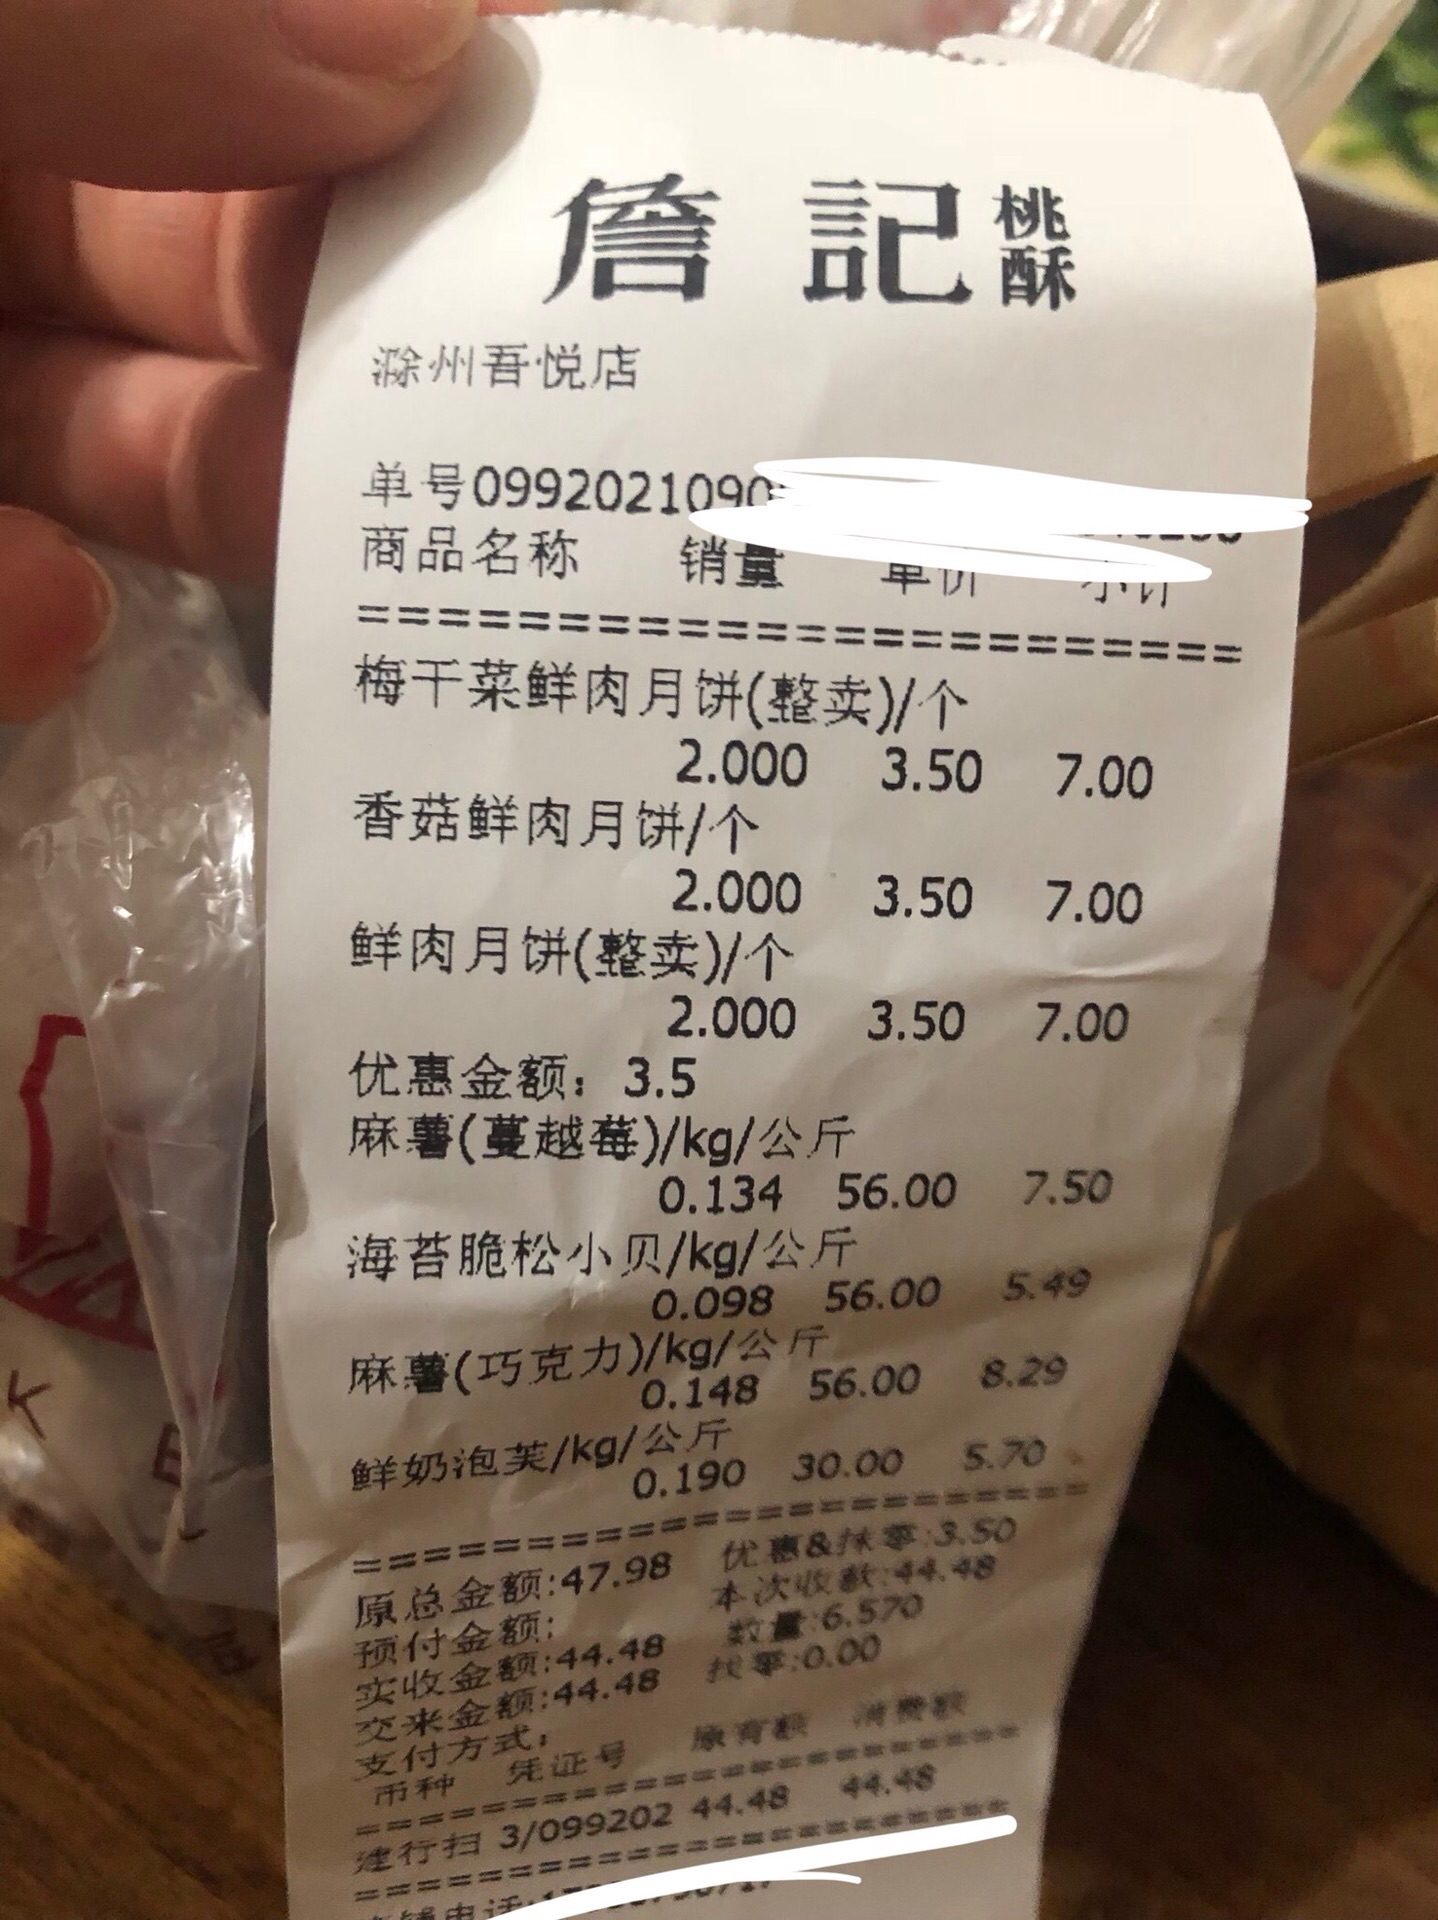 詹記桃酥
滁州吾悦店
单号0992021090
商品名称 销量 单价 小计
==========================
梅干菜鲜肉月饼(整卖)/个
2.000 3.50 7.00
香菇鲜肉月饼/个
2.000 3.50 7.00
鲜肉月饼(整卖)/个
2.000 3.50 7.00
优惠金额：3.5
麻薯(蔓越莓)/kg/公斤
0.134 56.00 7.50
海苔脆松小贝/kg/公斤
0.098 56.00 5.49
麻薯(巧克力)/kg/公斤
0.148 56.00 8.29
鲜奶泡芙/kg/公斤
0.190 30.00 5.70
==========================
原总金额:47.98 优惠&抹零:3.50
预付金额: 本次收款:44.48
实收金额:44.48 数量:6.570
交来金额:44.48 找零:0.00
支付方式:
币种 凭证号 原有额 消费额
==========================
建行扫 3/099202 44.48 44.48
==========================